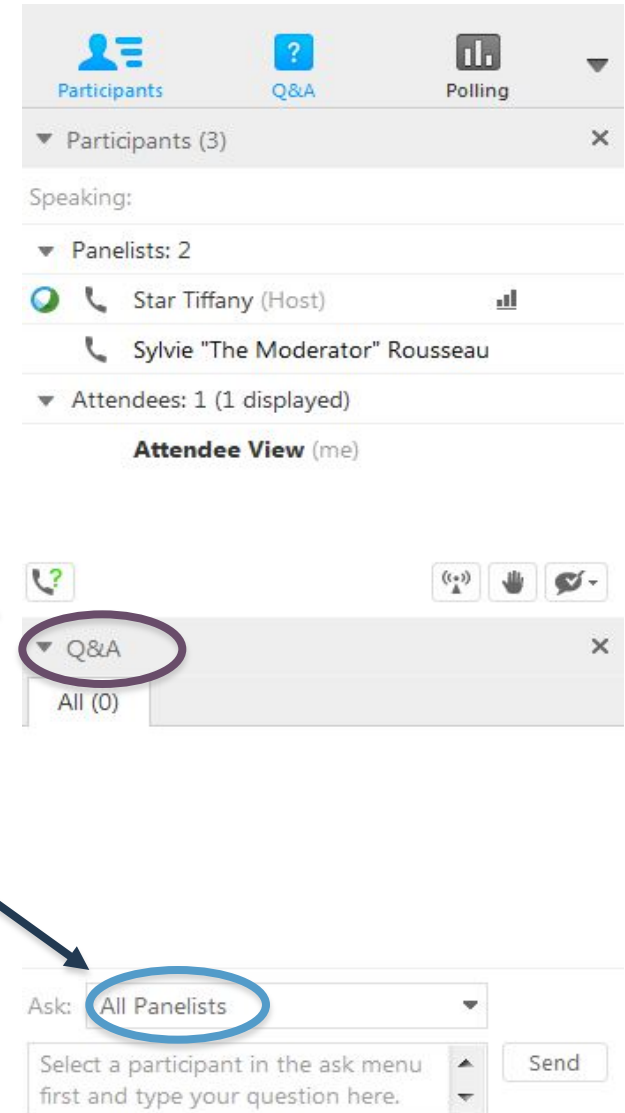 Participants Q&A Polling
Participants (3)
Speaking:
Panelists: 2
Star Tiffany (Host)
Sylvie "The Moderator" Rousseau
Attendees: 1 (1 displayed)
Attendee View (me)
Q&A
All (0)
Ask: All Panelists
Select a participant in the ask menu Send
first and type your question here.